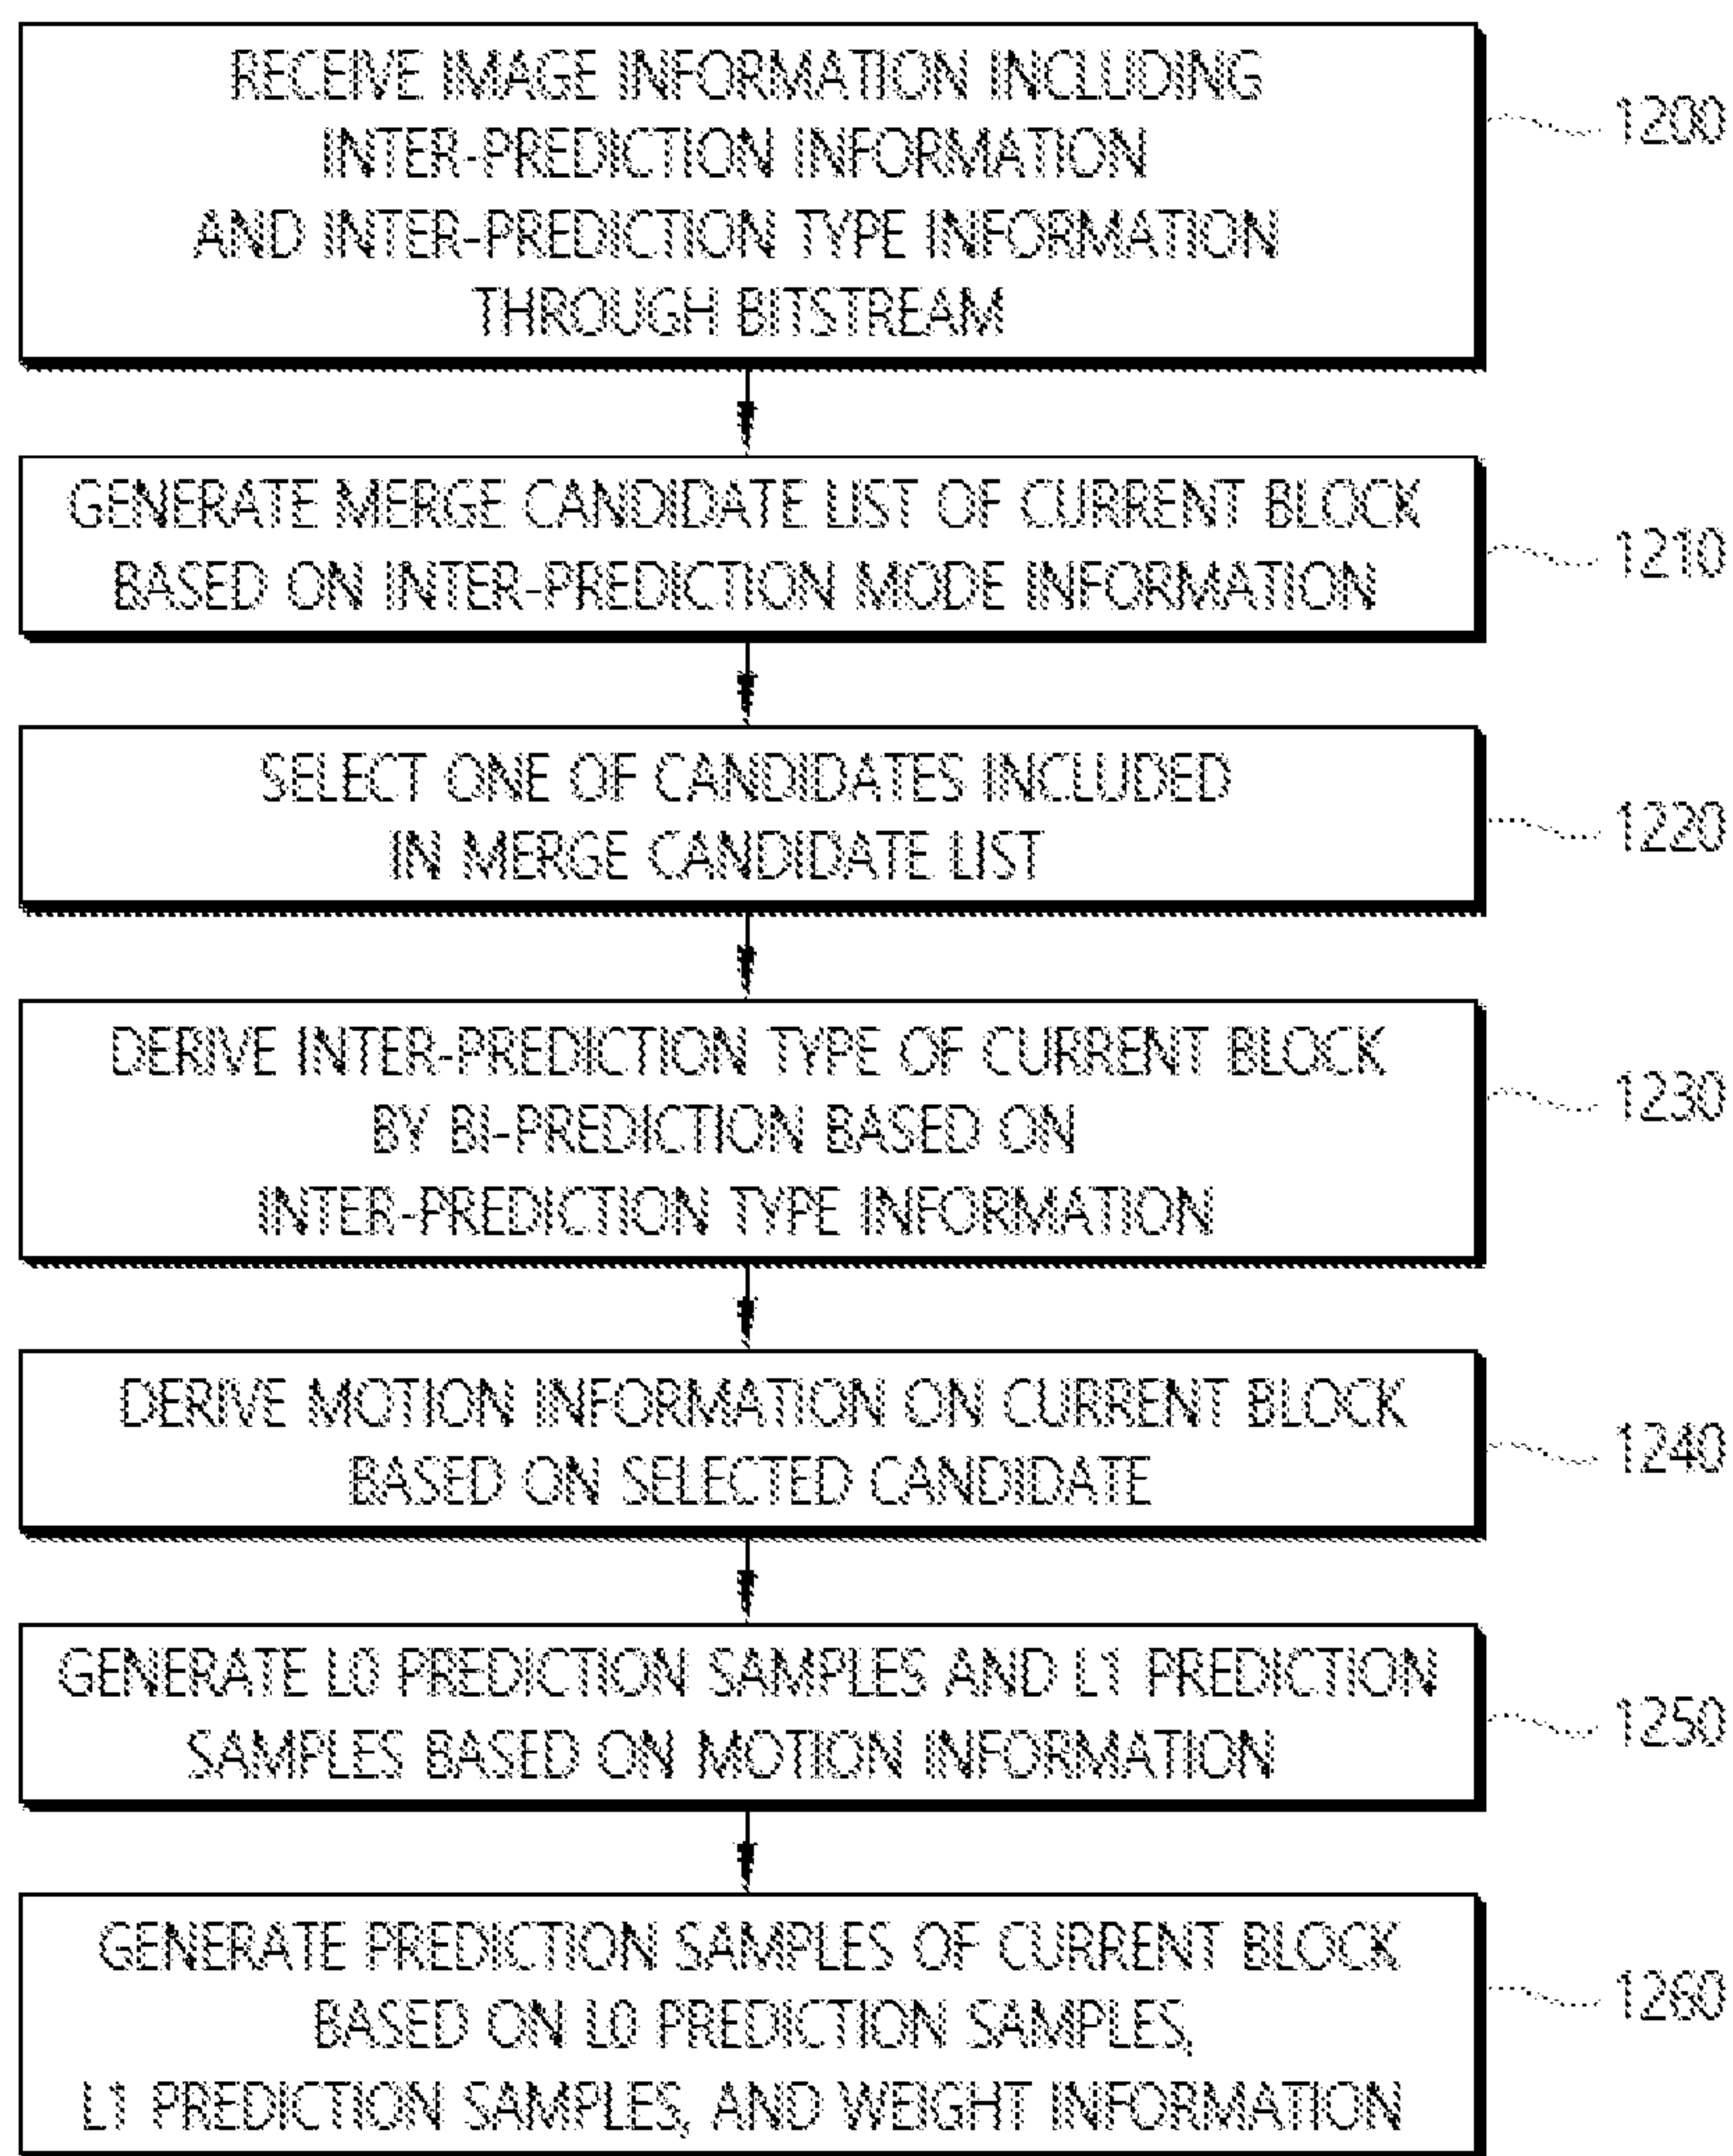 RECEIVE IMAGE INFORMATION INCLUDING
INTER-PREDICTION INFORMATION
AND INTER-PREDICTION TYPE INFORMATION
THROUGH BITSTREAM
1200
GENERATE MERGE CANDIDATE LIST OF CURRENT BLOCK
BASED ON INTER-PREDICTION MODE INFORMATION
1210
SELECT ONE OF CANDIDATES INCLUDED
IN MERGE CANDIDATE LIST
1220
DERIVE INTER-PREDICTION TYPE OF CURRENT BLOCK
BY BI-PREDICTION BASED ON
INTER-PREDICTION TYPE INFORMATION
1230
DERIVE MOTION INFORMATION ON CURRENT BLOCK
BASED ON SELECTED CANDIDATE
1240
GENERATE L0 PREDICTION SAMPLES AND L1 PREDICTION
SAMPLES BASED ON MOTION INFORMATION
1250
GENERATE PREDICTION SAMPLES OF CURRENT BLOCK
BASED ON L0 PREDICTION SAMPLES,
L1 PREDICTION SAMPLES, AND WEIGHT INFORMATION
1260